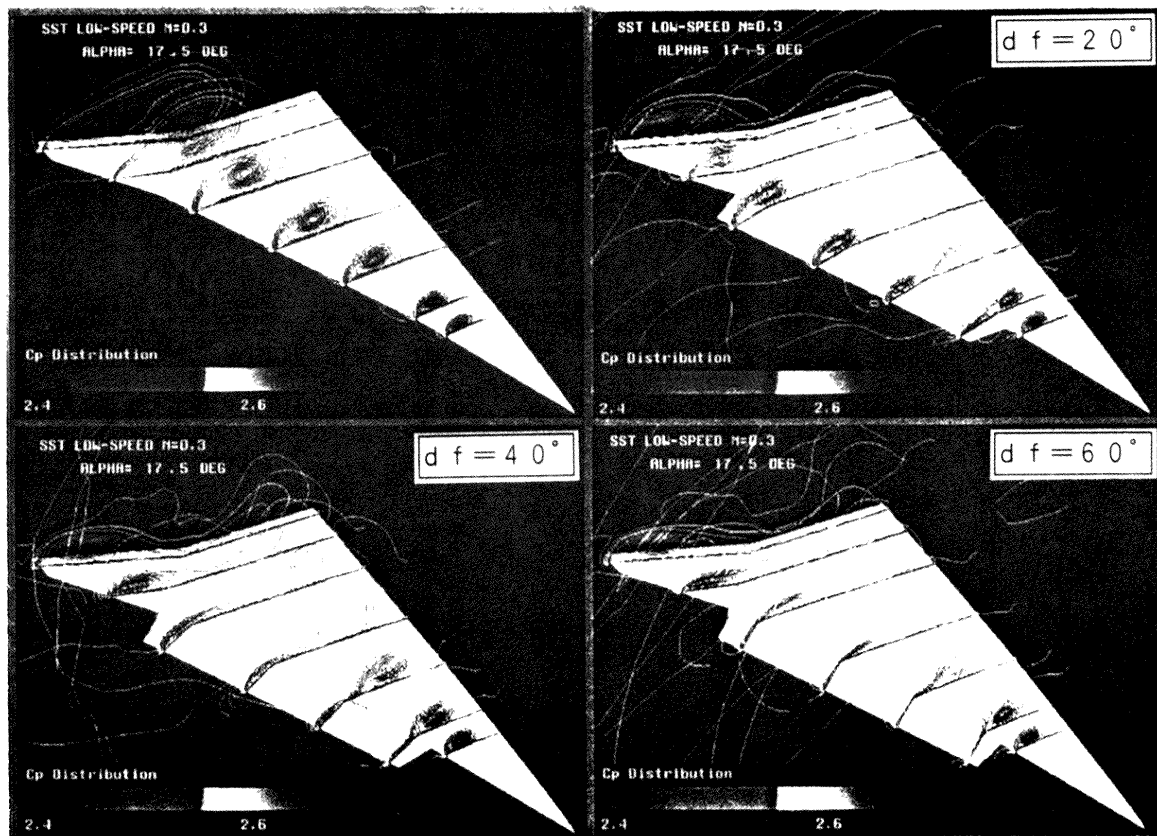 SST LOW-SPEED M=0.3
ALPHA= 17.5 DEG
Cp Distribution
2.4 2.6
SST LOW-SPEED M=0.3
ALPHA= 17.5 DEG
d f = 2 0°
Cp Distribution
2.4 2.6
SST LOW-SPEED M=0.3
ALPHA= 17.5 DEG
d f = 4 0°
Cp Distribution
2.4 2.6
SST LOW-SPEED M=0.3
ALPHA= 17.5 DEG
d f = 6 0°
Cp Distribution
2.4 2.6